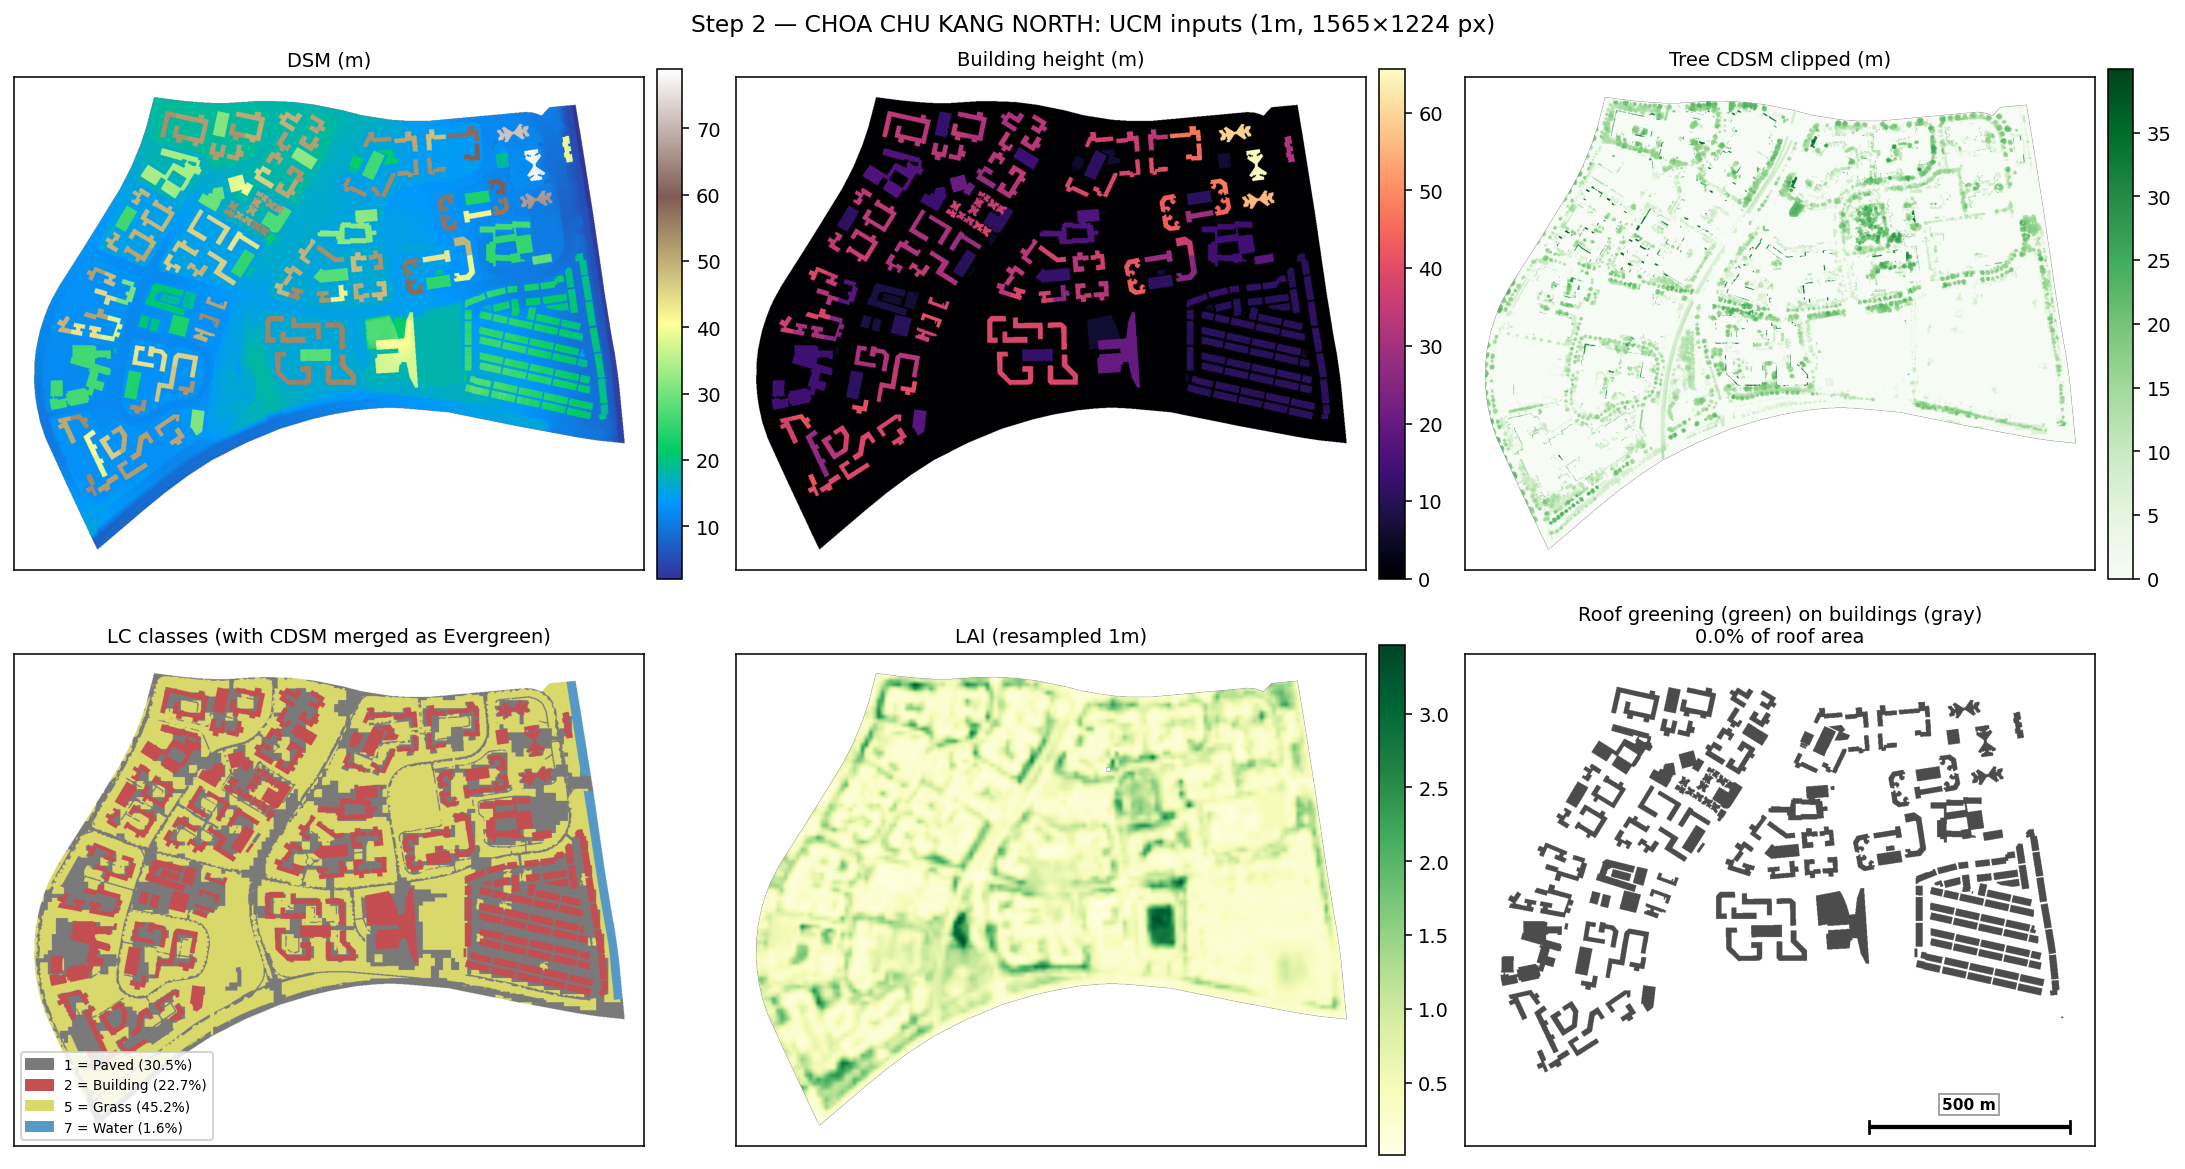 Step 2 — CHOA CHU KANG NORTH: UCM inputs (1m, 1565×1224 px)
DSM (m)
70
60
50
40
30
20
10
Building height (m)
60
50
40
30
20
10
0
Tree CDSM clipped (m)
35
30
25
20
15
10
5
0
LC classes (with CDSM merged as Evergreen)
1 = Paved (30.5%)
2 = Building (22.7%)
5 = Grass (45.2%)
7 = Water (1.6%)
LAI (resampled 1m)
3.0
2.5
2.0
1.5
1.0
0.5
Roof greening (green) on buildings (gray)
0.0% of roof area
500 m